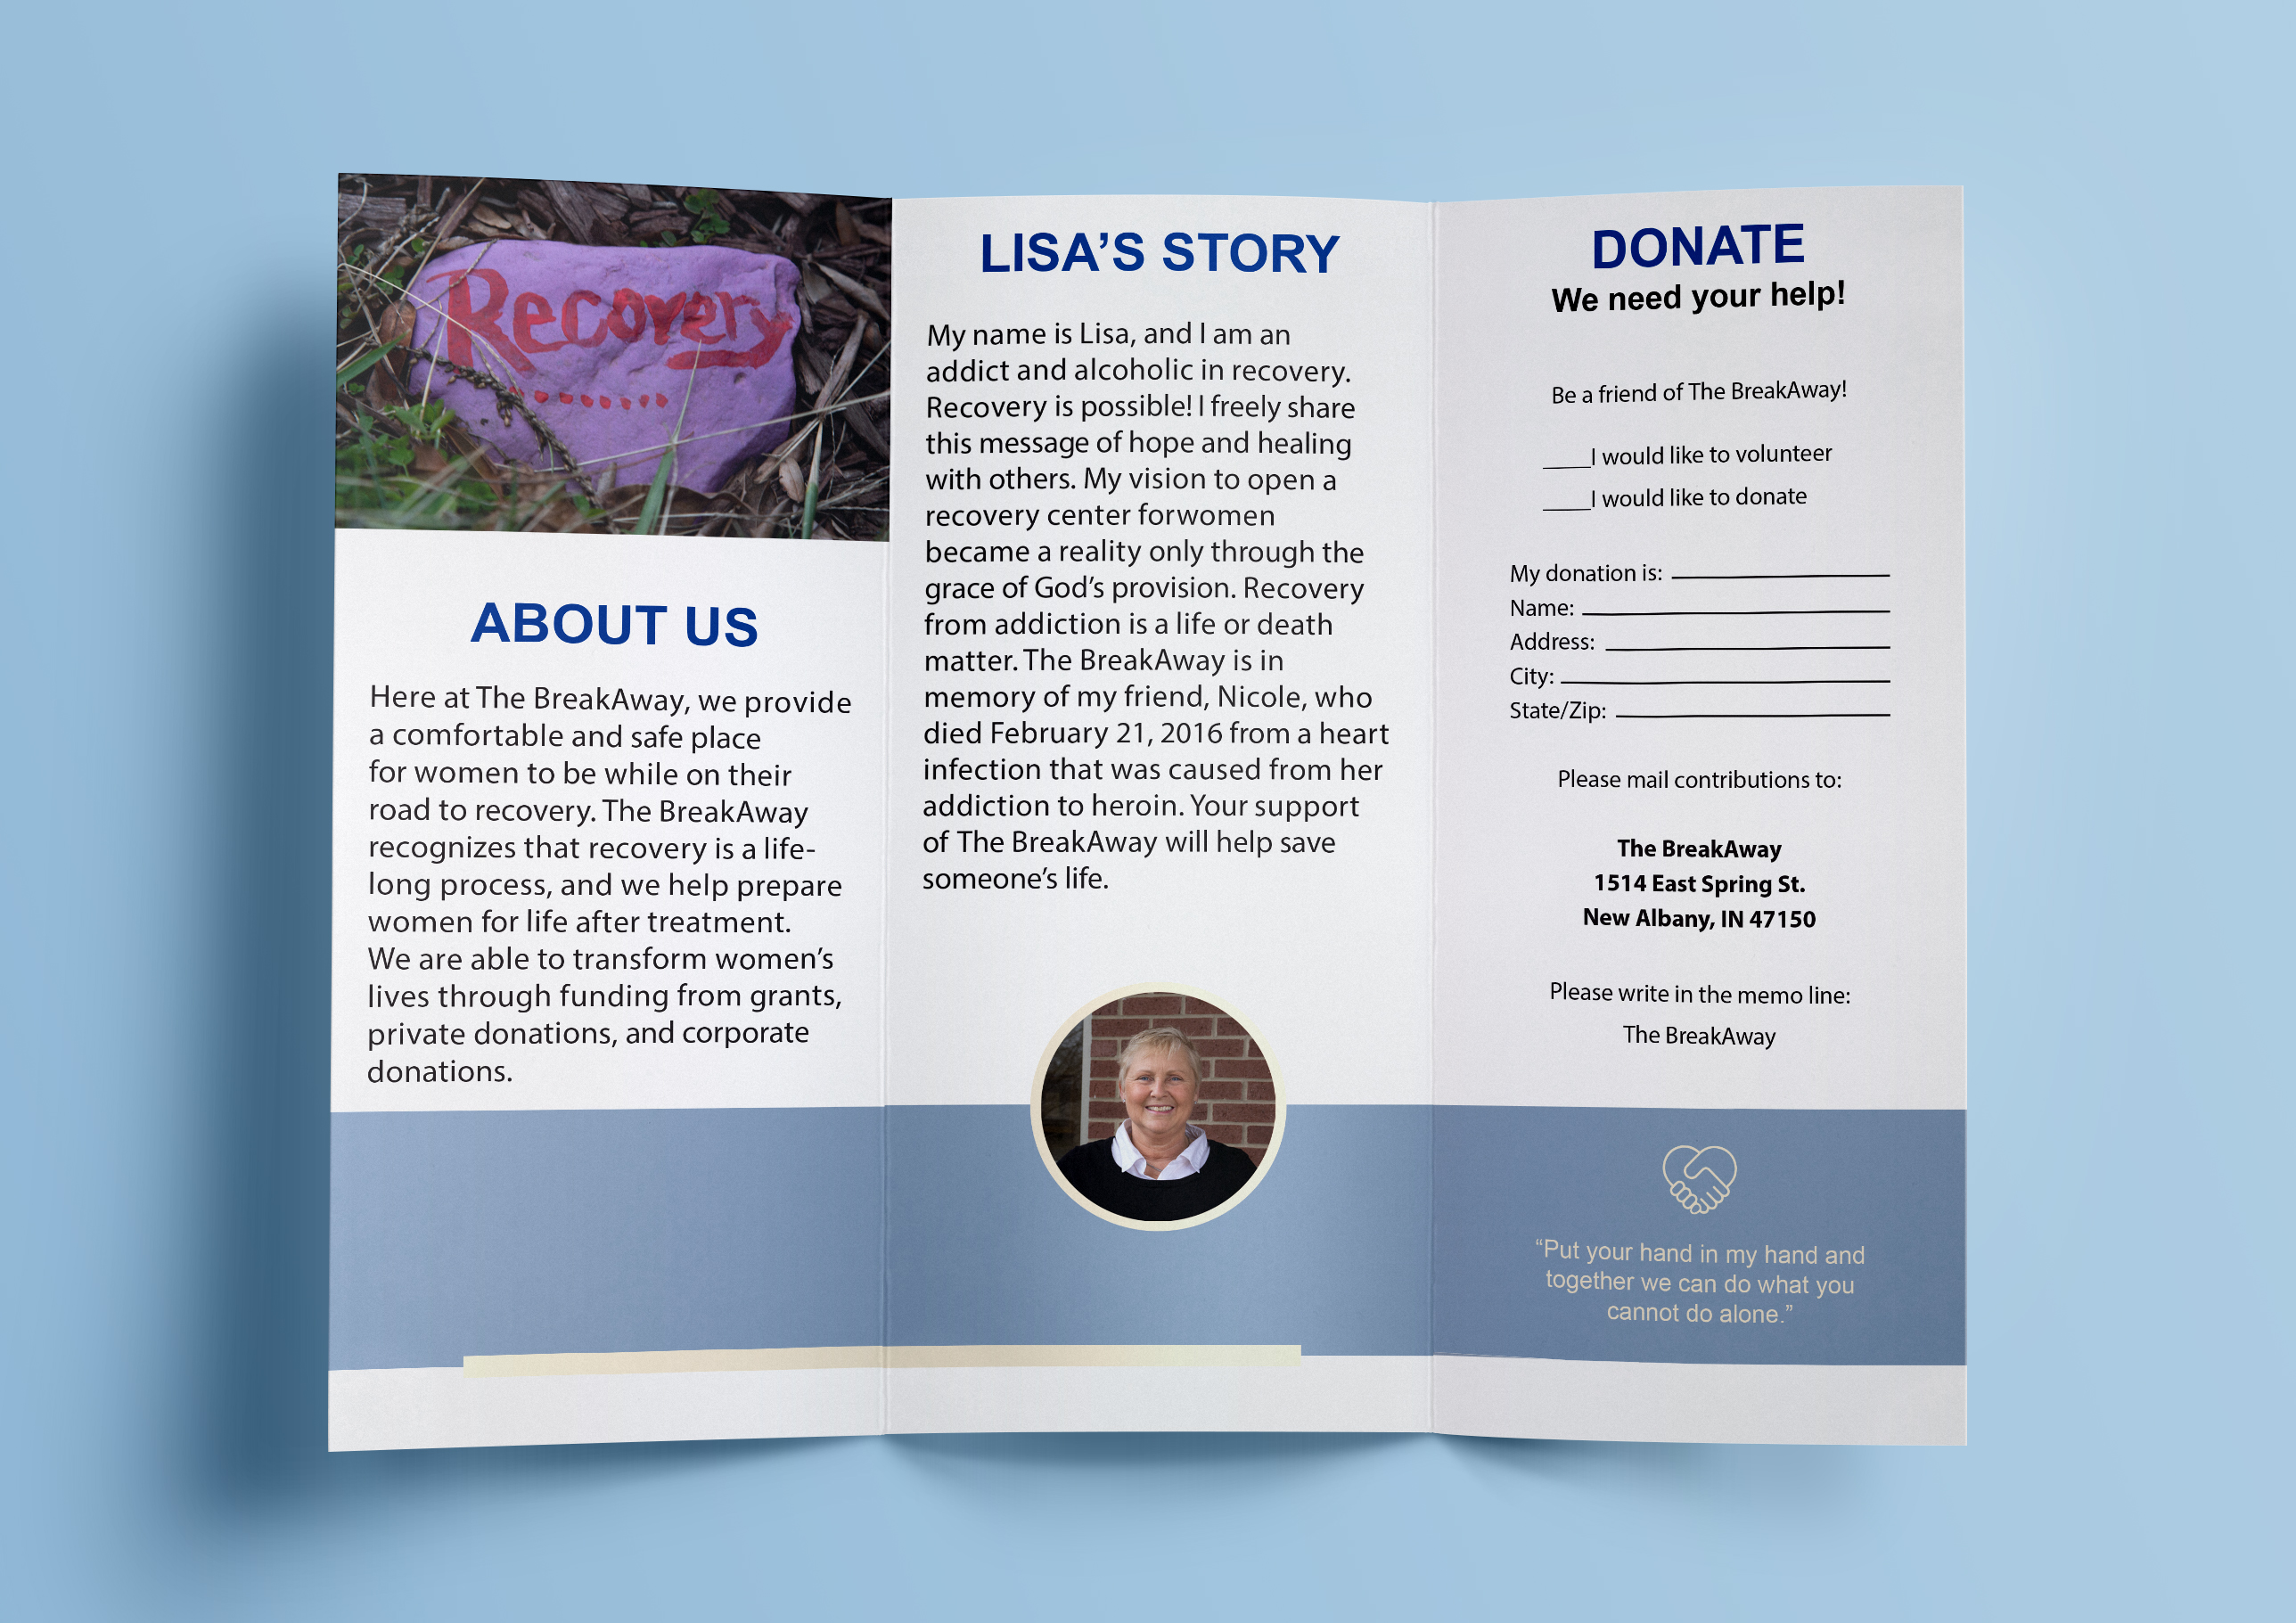 Recovery
ABOUT US
Here at The BreakAway, we provide
a comfortable and safe place
for women to be while on their
road to recovery. The BreakAway
recognizes that recovery is a life-
long process, and we help prepare
women for life after treatment.
We are able to transform women’s
lives through funding from grants,
private donations, and corporate
donations.
LISA’S STORY
My name is Lisa, and I am an
addict and alcoholic in recovery.
Recovery is possible! I freely share
this message of hope and healing
with others. My vision to open a
recovery center forwomen
became a reality only through the
grace of God’s provision. Recovery
from addiction is a life or death
matter. The BreakAway is in
memory of my friend, Nicole, who
died February 21, 2016 from a heart
infection that was caused from her
addiction to heroin. Your support
of The BreakAway will help save
someone’s life.
DONATE
We need your help!
Be a friend of The BreakAway!
____I would like to volunteer
____I would like to donate
My donation is:
Name:
Address:
City:
State/Zip:
Please mail contributions to:
The BreakAway
1514 East Spring St.
New Albany, IN 47150
Please write in the memo line:
The BreakAway
“Put your hand in my hand and
together we can do what you
cannot do alone.”